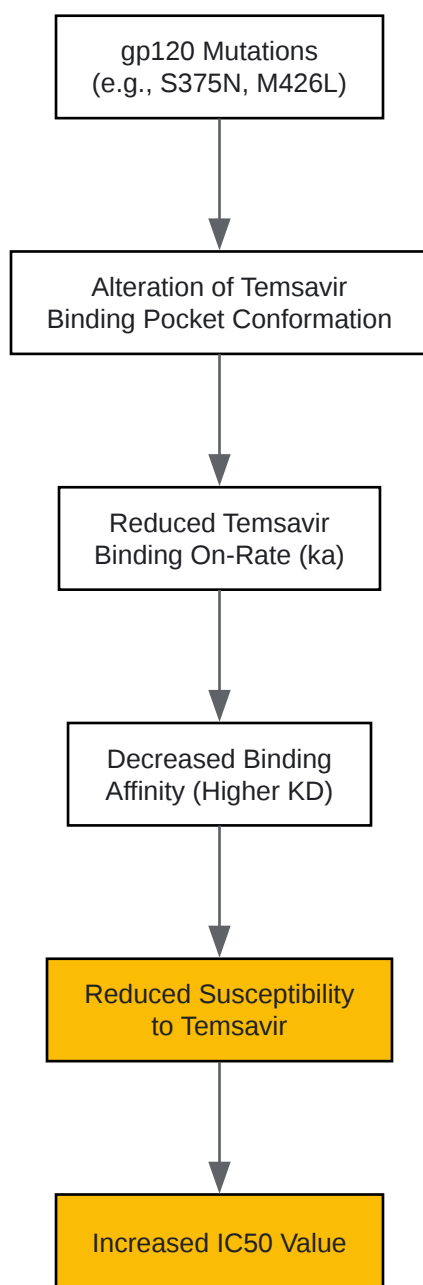 gp120 Mutations
(e.g., S375N, M426L)
Alteration of Temsavir
Binding Pocket Conformation
Reduced Temsavir
Binding On-Rate (ka)
Decreased Binding
Affinity (Higher KD)
Reduced Susceptibility
to Temsavir
Increased IC50 Value